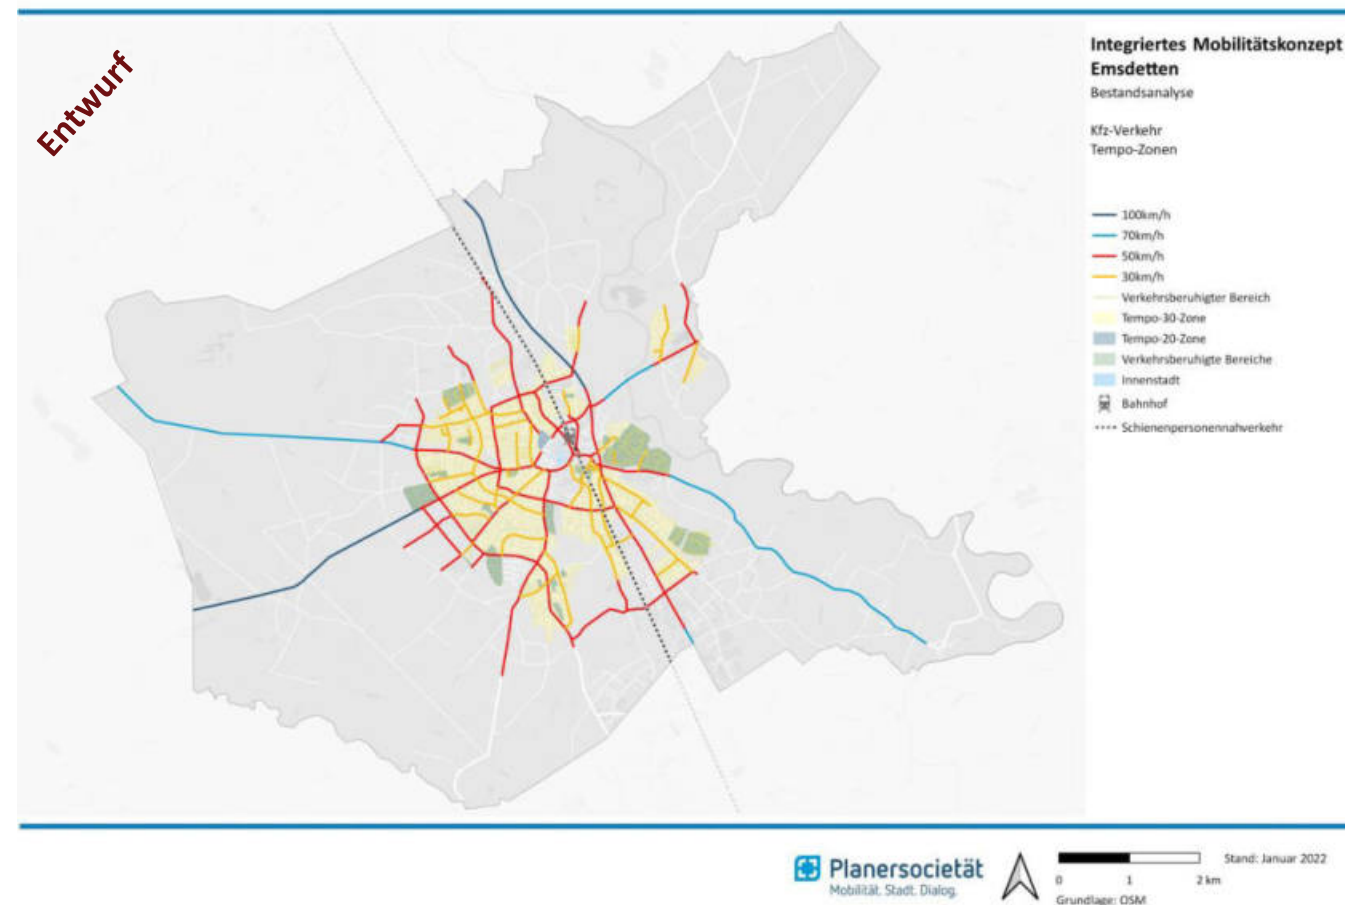 Entwurf
Integriertes Mobilitätskonzept
Emsdetten
Bestandsanalyse
Kfz-Verkehr
Tempo-Zonen
100km/h
70km/h
50km/h
30km/h
Verkehrsberuhigter Bereich
Tempo-30-Zone
Tempo-20-Zone
Verkehrsberuhigte Bereiche
Innenstadt
Bahnhof
Schienenpersonennahverkehr
Planersocietät
Mobilität. Stadt. Dialog.
Stand: Januar 2022
0 1 2 km
Grundlage: OSM